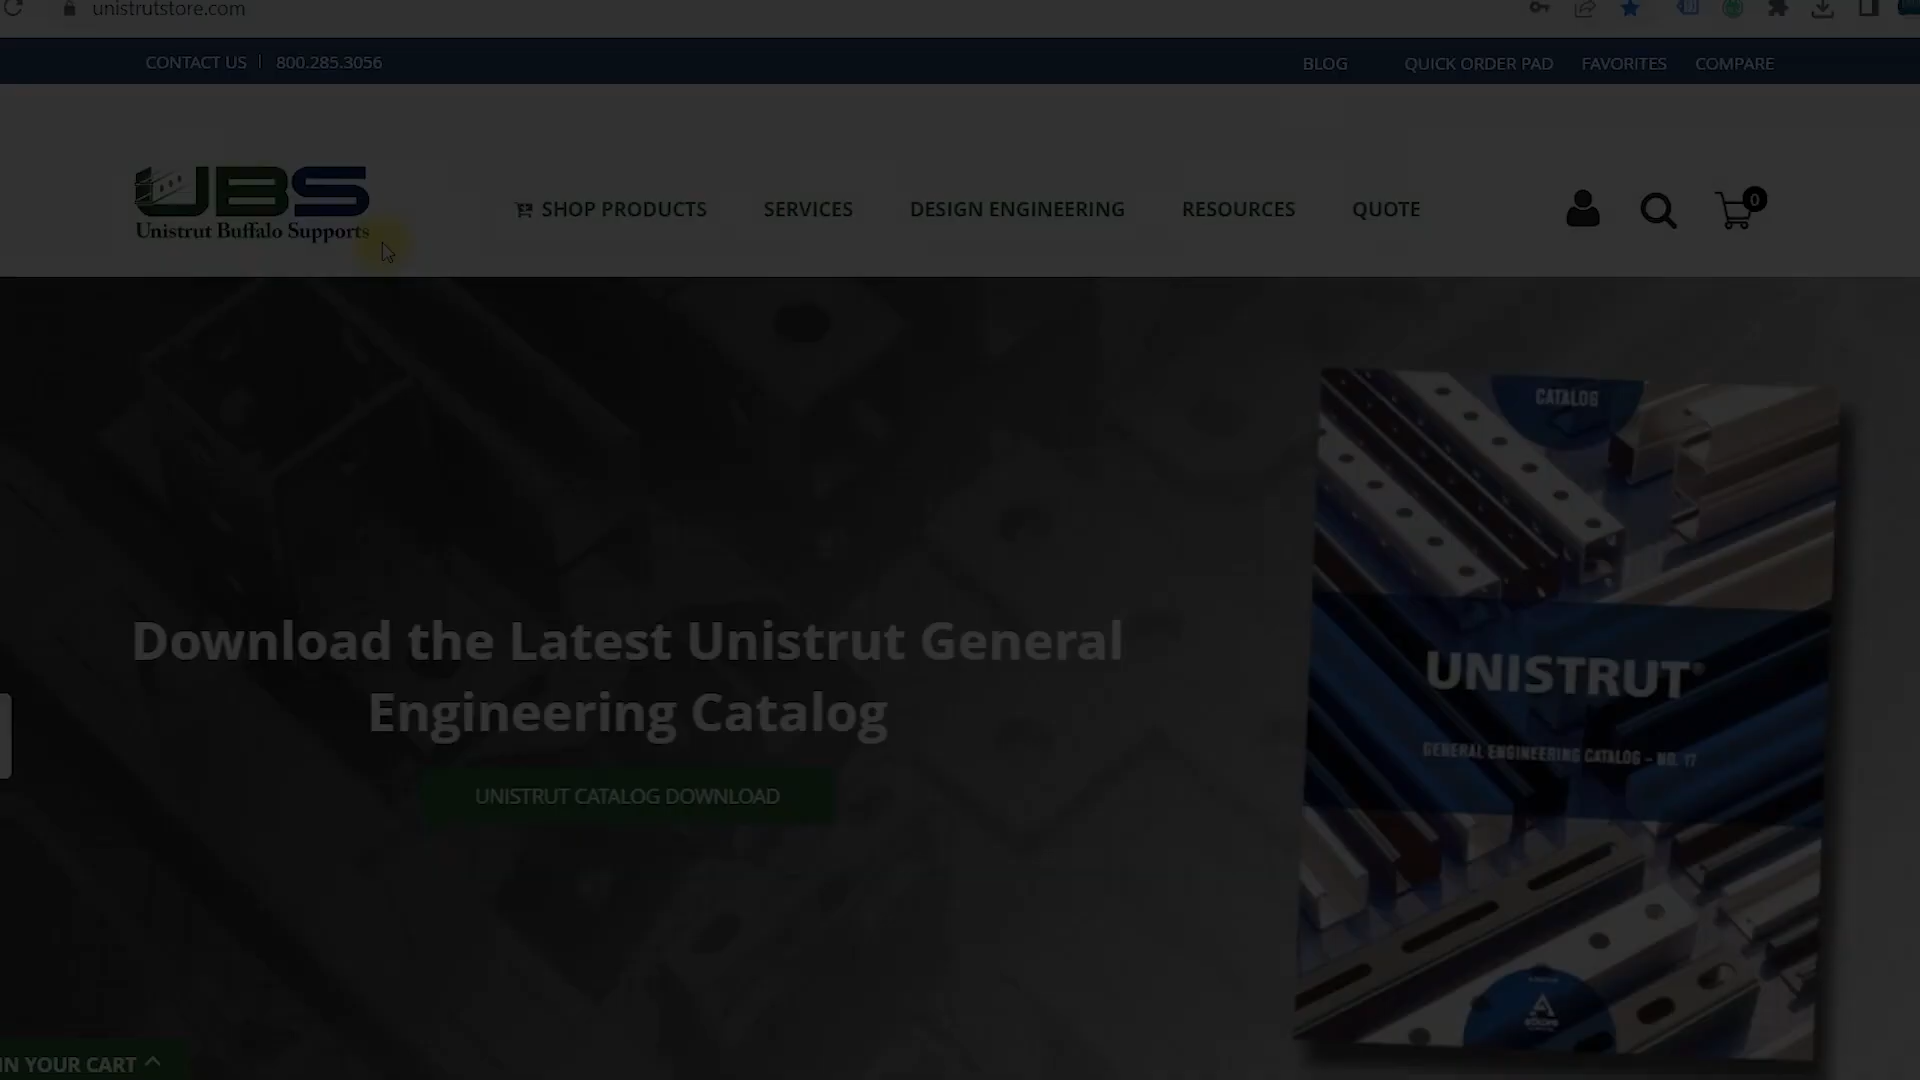 unistrutstore.com
CONTACT US | 800.285.3056
BLOG QUICK ORDER PAD FAVORITES COMPARE
UBS
Unistrut Buffalo Supports
SHOP PRODUCTS SERVICES DESIGN ENGINEERING RESOURCES QUOTE
0
Download the Latest Unistrut General
Engineering Catalog
UNISTRUT CATALOG DOWNLOAD
CATALOG
UNISTRUT®
GENERAL ENGINEERING CATALOG – NO. 17
IN YOUR CART